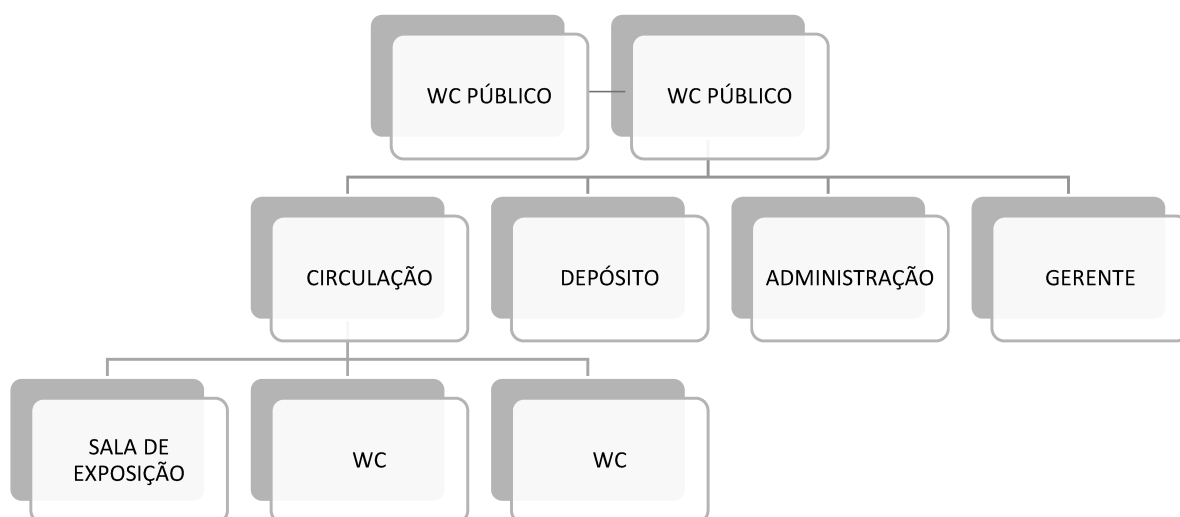 WC PÚBLICO
WC PÚBLICO
CIRCULAÇÃO
DEPÓSITO
ADMINISTRAÇÃO
GERENTE
SALA DE
EXPOSIÇÃO
WC
WC